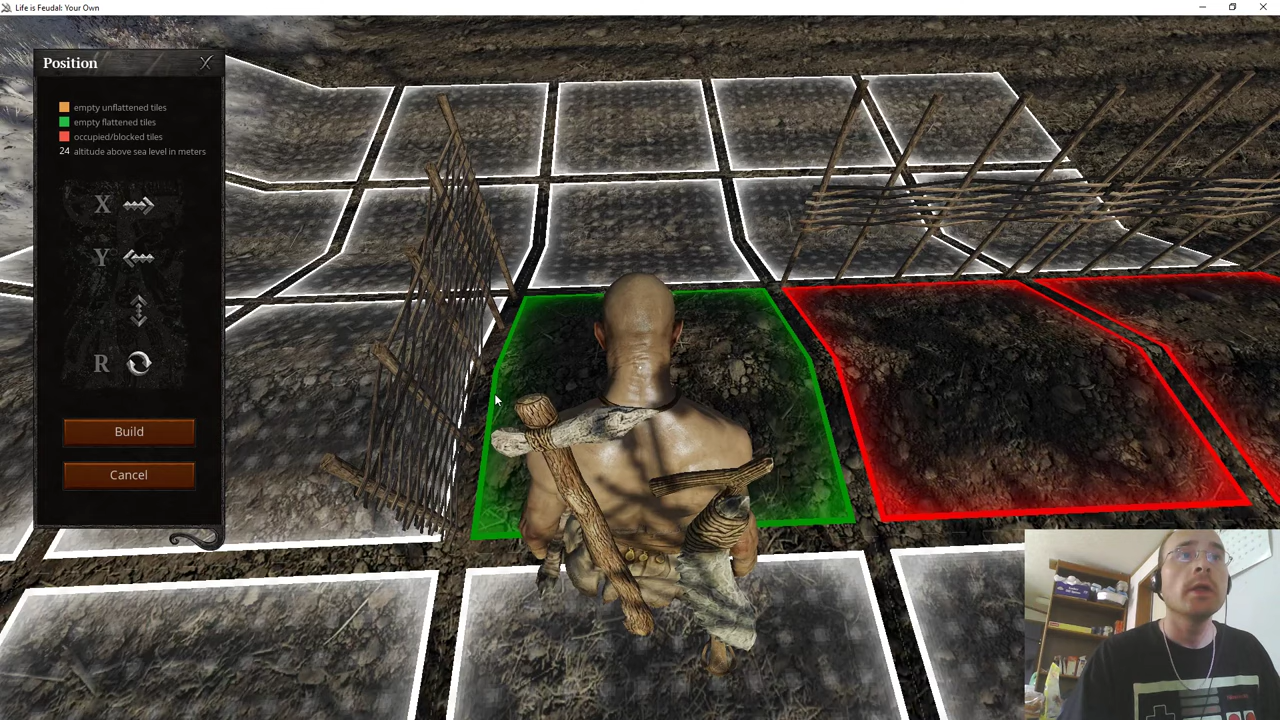 Life is Feudal: Your Own
Position
empty unflattened tiles
empty flattened tiles
occupied/blocked tiles
24 altitude above sea level in meters
X
Y
R
Build
Cancel